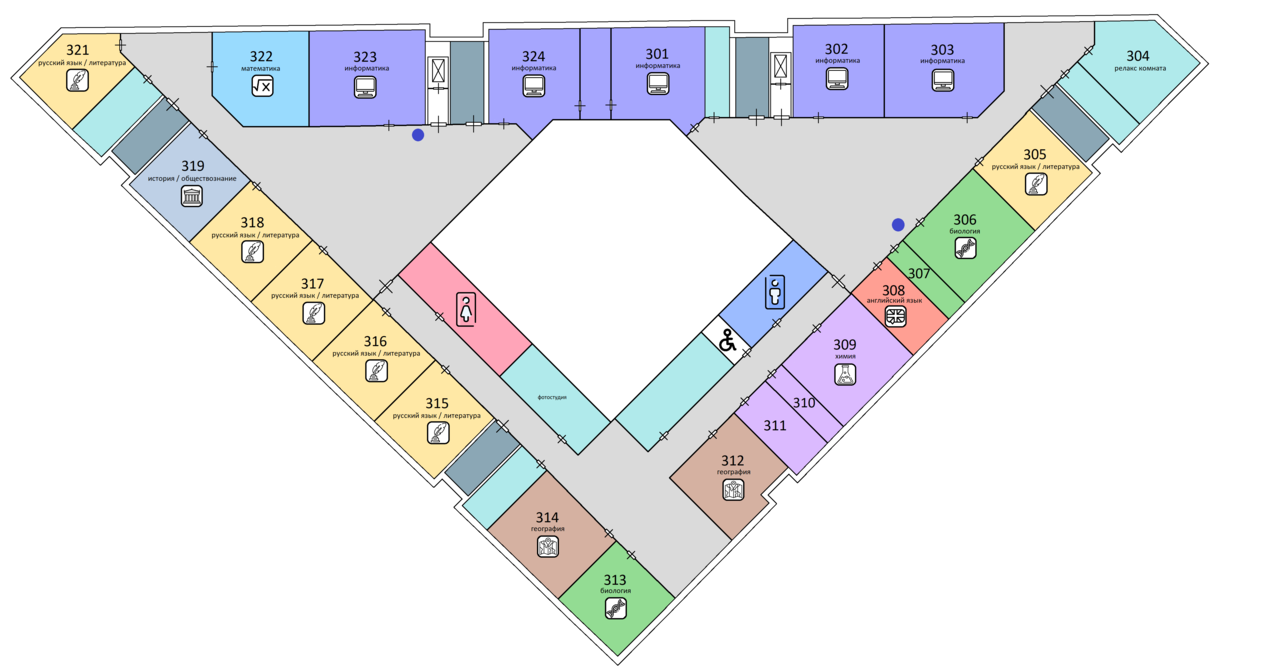 321
русский язык / литература
322
математика
√x
323
информатика
324
информатика
301
информатика
302
информатика
303
информатика
304
релакс комната
305
русский язык / литература
306
биология
307
308
английский язык
309
химия
310
311
312
география
313
биология
314
география
315
русский язык / литература
316
русский язык / литература
317
русский язык / литература
318
русский язык / литература
319
история / обществознание
фотостудия